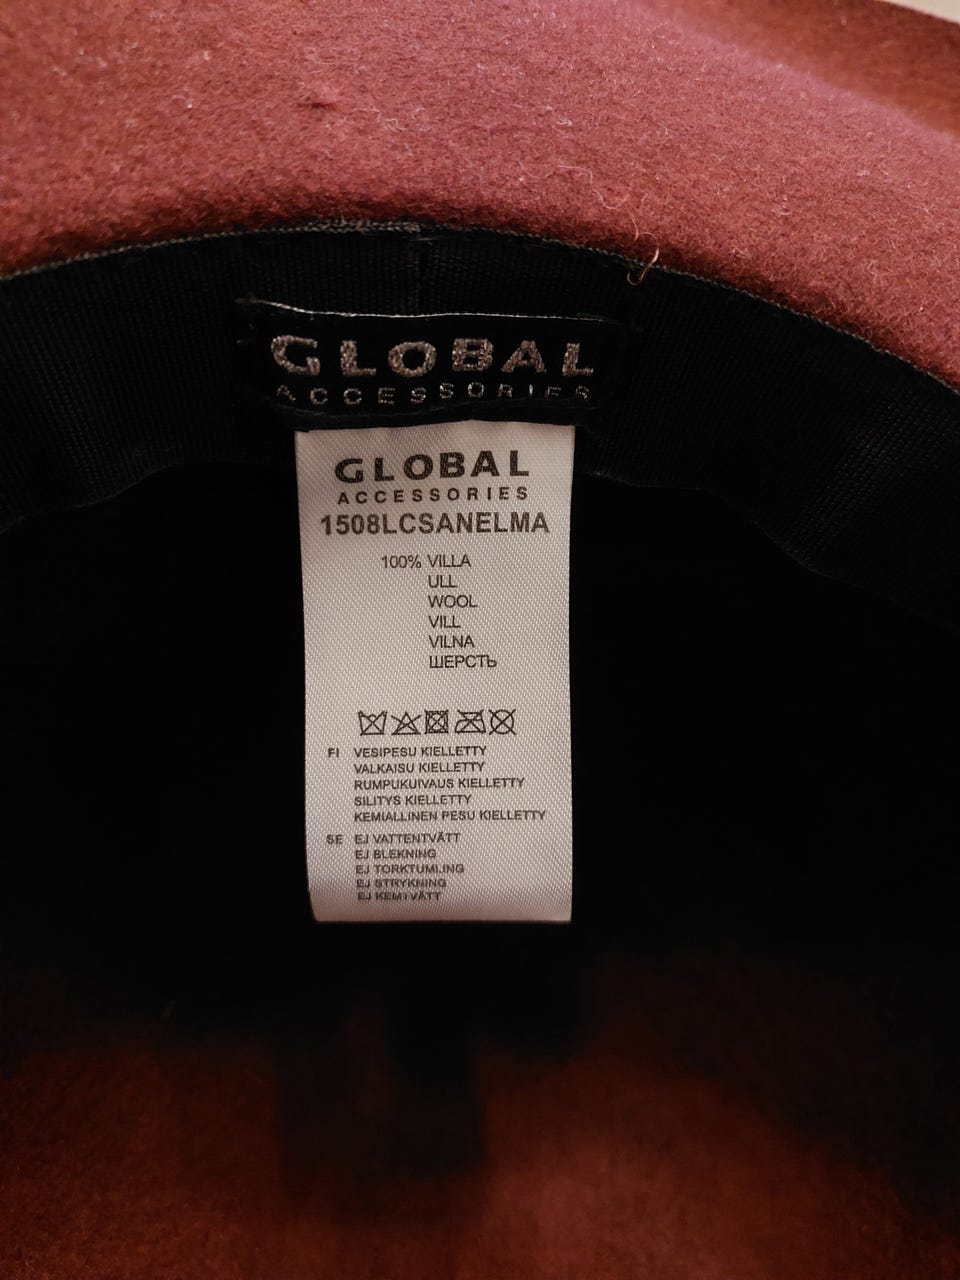 GLOBAL
ACCESSORIES
GLOBAL
ACCESSORIES
1508LCSANELMA
100% VILLA
ULL
WOOL
VILL
VILNA
ШЕРСТЬ
FI VESIPESU KIELLETTY
VALKAISU KIELLETTY
RUMPUKUIVAUS KIELLETTY
SILITYS KIELLETTY
KEMIALLINEN PESU KIELLETTY
SE EJ VATTENTVÄTT
EJ BLEKNING
EJ TORKTUMLING
EJ STRYKNING
EJ KEMTVÄTT